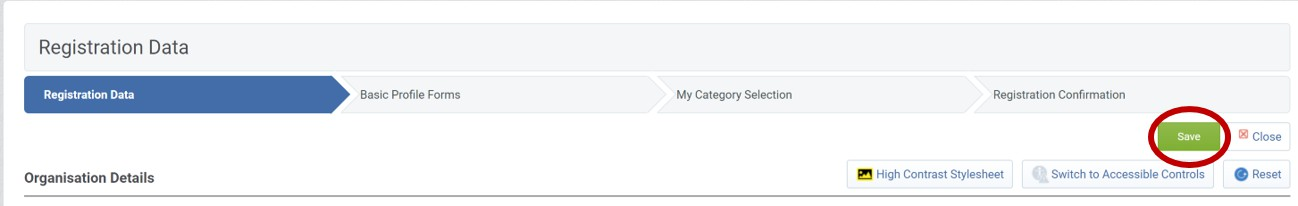 Registration Data
Registration Data Basic Profile Forms My Category Selection Registration Confirmation
Save Close
Organisation Details High Contrast Stylesheet Switch to Accessible Controls Reset